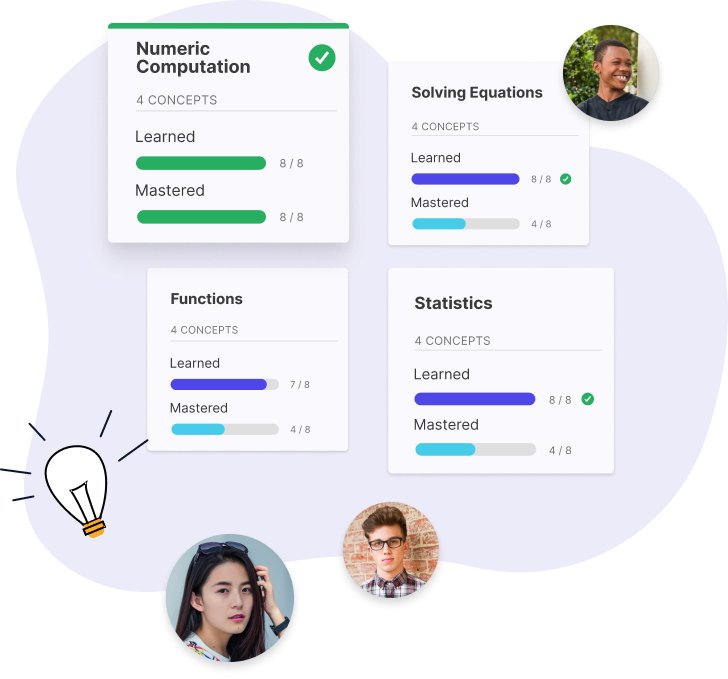 Numeric
Computation
4 CONCEPTS
Learned
8 / 8
Mastered
8 / 8
Solving Equations
4 CONCEPTS
Learned
8 / 8
Mastered
4 / 8
Functions
4 CONCEPTS
Learned
7 / 8
Mastered
4 / 8
Statistics
4 CONCEPTS
Learned
8 / 8
Mastered
4 / 8